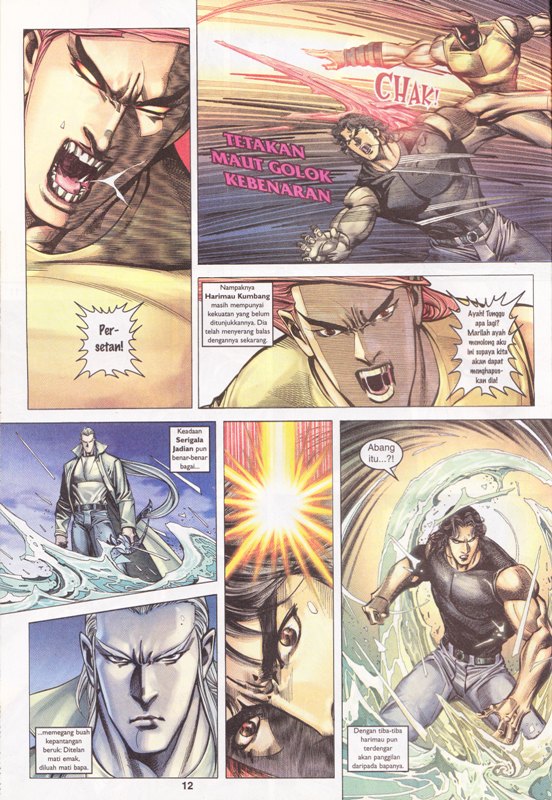 Per-
setan!
CHAK!
TETAKAN
MAUT GOLOK
KEBENARAN
Nampaknya
Harimau Kumbang
masih mempunyai
kekuatan yang belum
ditunjukkannya. Dia
telah menyerang balas
dengannya sekarang.
Ayah! Tunggu
apa lagi?
Marilah ayah
menolong aku
ini supaya kita
akan dapat
menghapus-
kan dia!
Keadaan
Serigala
Jadian pun
benar-benar
bagai...
...memegang buah
kepantangan
beruk: Ditelan
mati emak,
diluah mati bapa.
Abang
itu...?!
Dengan tiba-tiba
harimau pun
terdengar
akan panggilan
daripada bapanya.
12